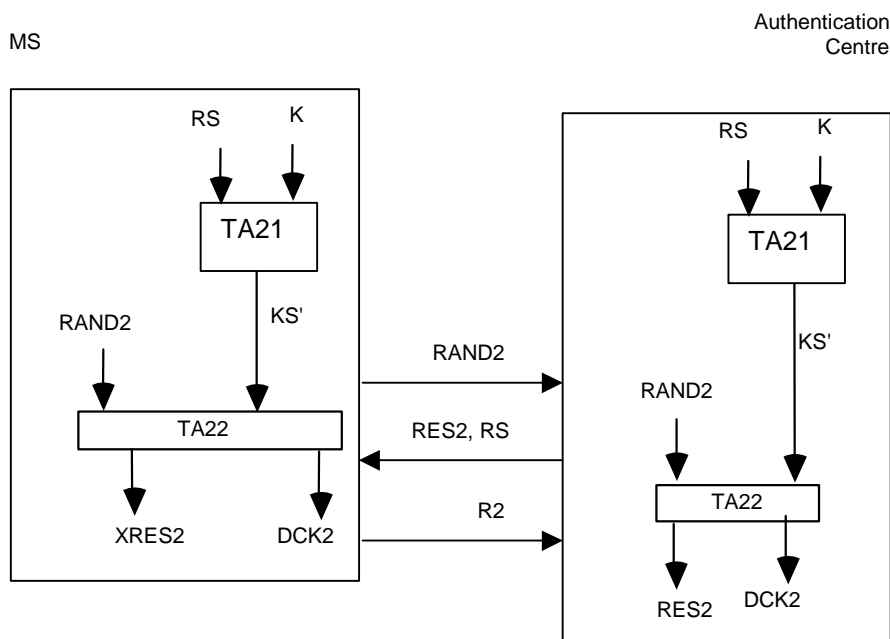 MS
Authentication
Centre
RS
K
TA21
KS'
RAND2
TA22
XRES2
DCK2
RAND2
RES2, RS
R2
RS
K
TA21
KS'
RAND2
TA22
RES2
DCK2